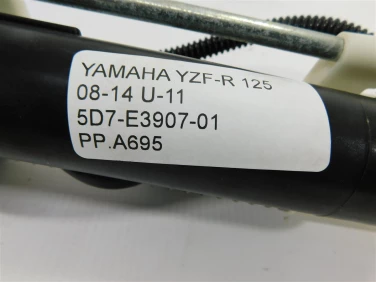 YAMAHA YZF-R 125
08-14 U-11
5D7-E3907-01
PP.A695